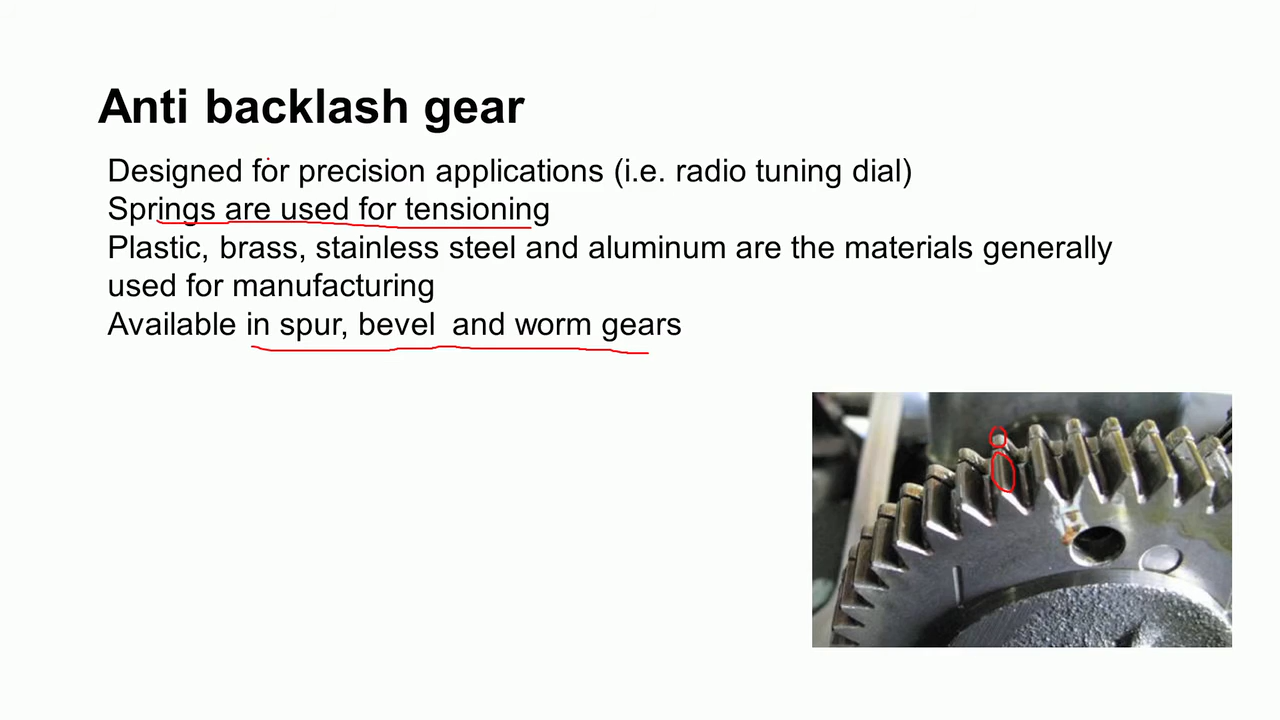 Anti backlash gear
Designed for precision applications (i.e. radio tuning dial)
Springs are used for tensioning
Plastic, brass, stainless steel and aluminum are the materials generally
used for manufacturing
Available in spur, bevel  and worm gears